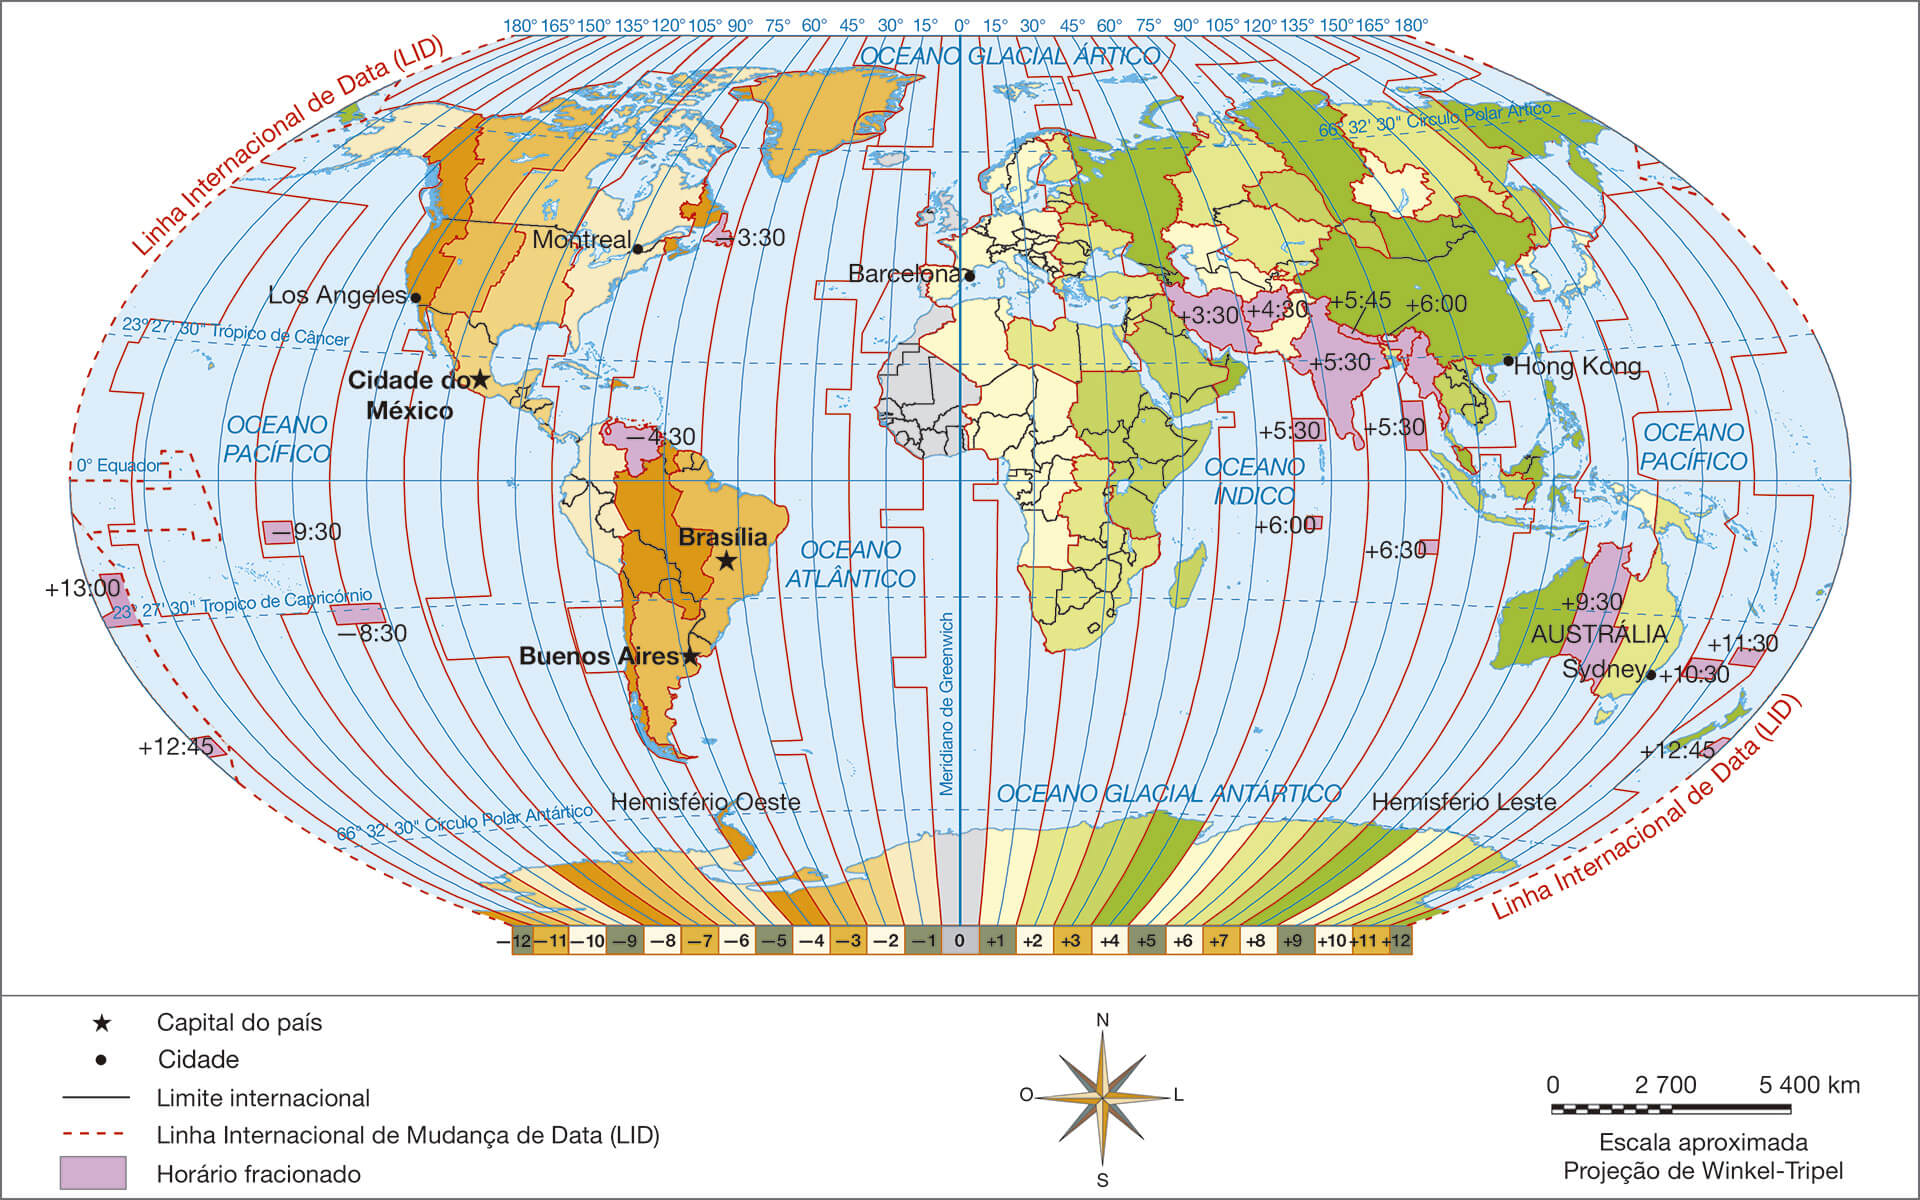 180° 165° 150° 135° 120° 105° 90° 75° 60° 45° 30° 15° 0° 15° 30° 45° 60° 75° 90° 105° 120° 135° 150° 165° 180°
OCEANO GLACIAL ÁRTICO
Linha Internacional de Data (LID)
66° 32' 30" Círculo Polar Ártico
Montreal
−3:30
Barcelona
Los Angeles
+3:30
+4:30
+5:45
+6:00
23° 27' 30" Trópico de Câncer
+5:30
Hong Kong
Cidade do
México
OCEANO
PACÍFICO
−4:30
+5:30
+5:30
OCEANO
PACÍFICO
0° Equador
OCEANO
ÍNDICO
−9:30
Brasília
+6:00
OCEANO
ATLÂNTICO
+6:30
+13:00
23° 27' 30" Tropico de Capricórnio
−8:30
+9:30
AUSTRÁLIA
+11:30
Buenos Aires
Sydney
+10:30
Meridiano de Greenwich
+12:45
+12:45
Linha Internacional de Data (LID)
Hemisfério Oeste
OCEANO GLACIAL ANTÁRTICO
Hemisferio Leste
66° 32' 30" Círculo Polar Antártico
−12 −11 −10 −9 −8 −7 −6 −5 −4 −3 −2 −1 0 +1 +2 +3 +4 +5 +6 +7 +8 +9 +10 +11 +12
Capital do país
Cidade
Limite internacional
Linha Internacional de Mudança de Data (LID)
Horário fracionado
N
O
L
S
0 2 700 5 400 km
Escala aproximada
Projeção de Winkel-Tripel